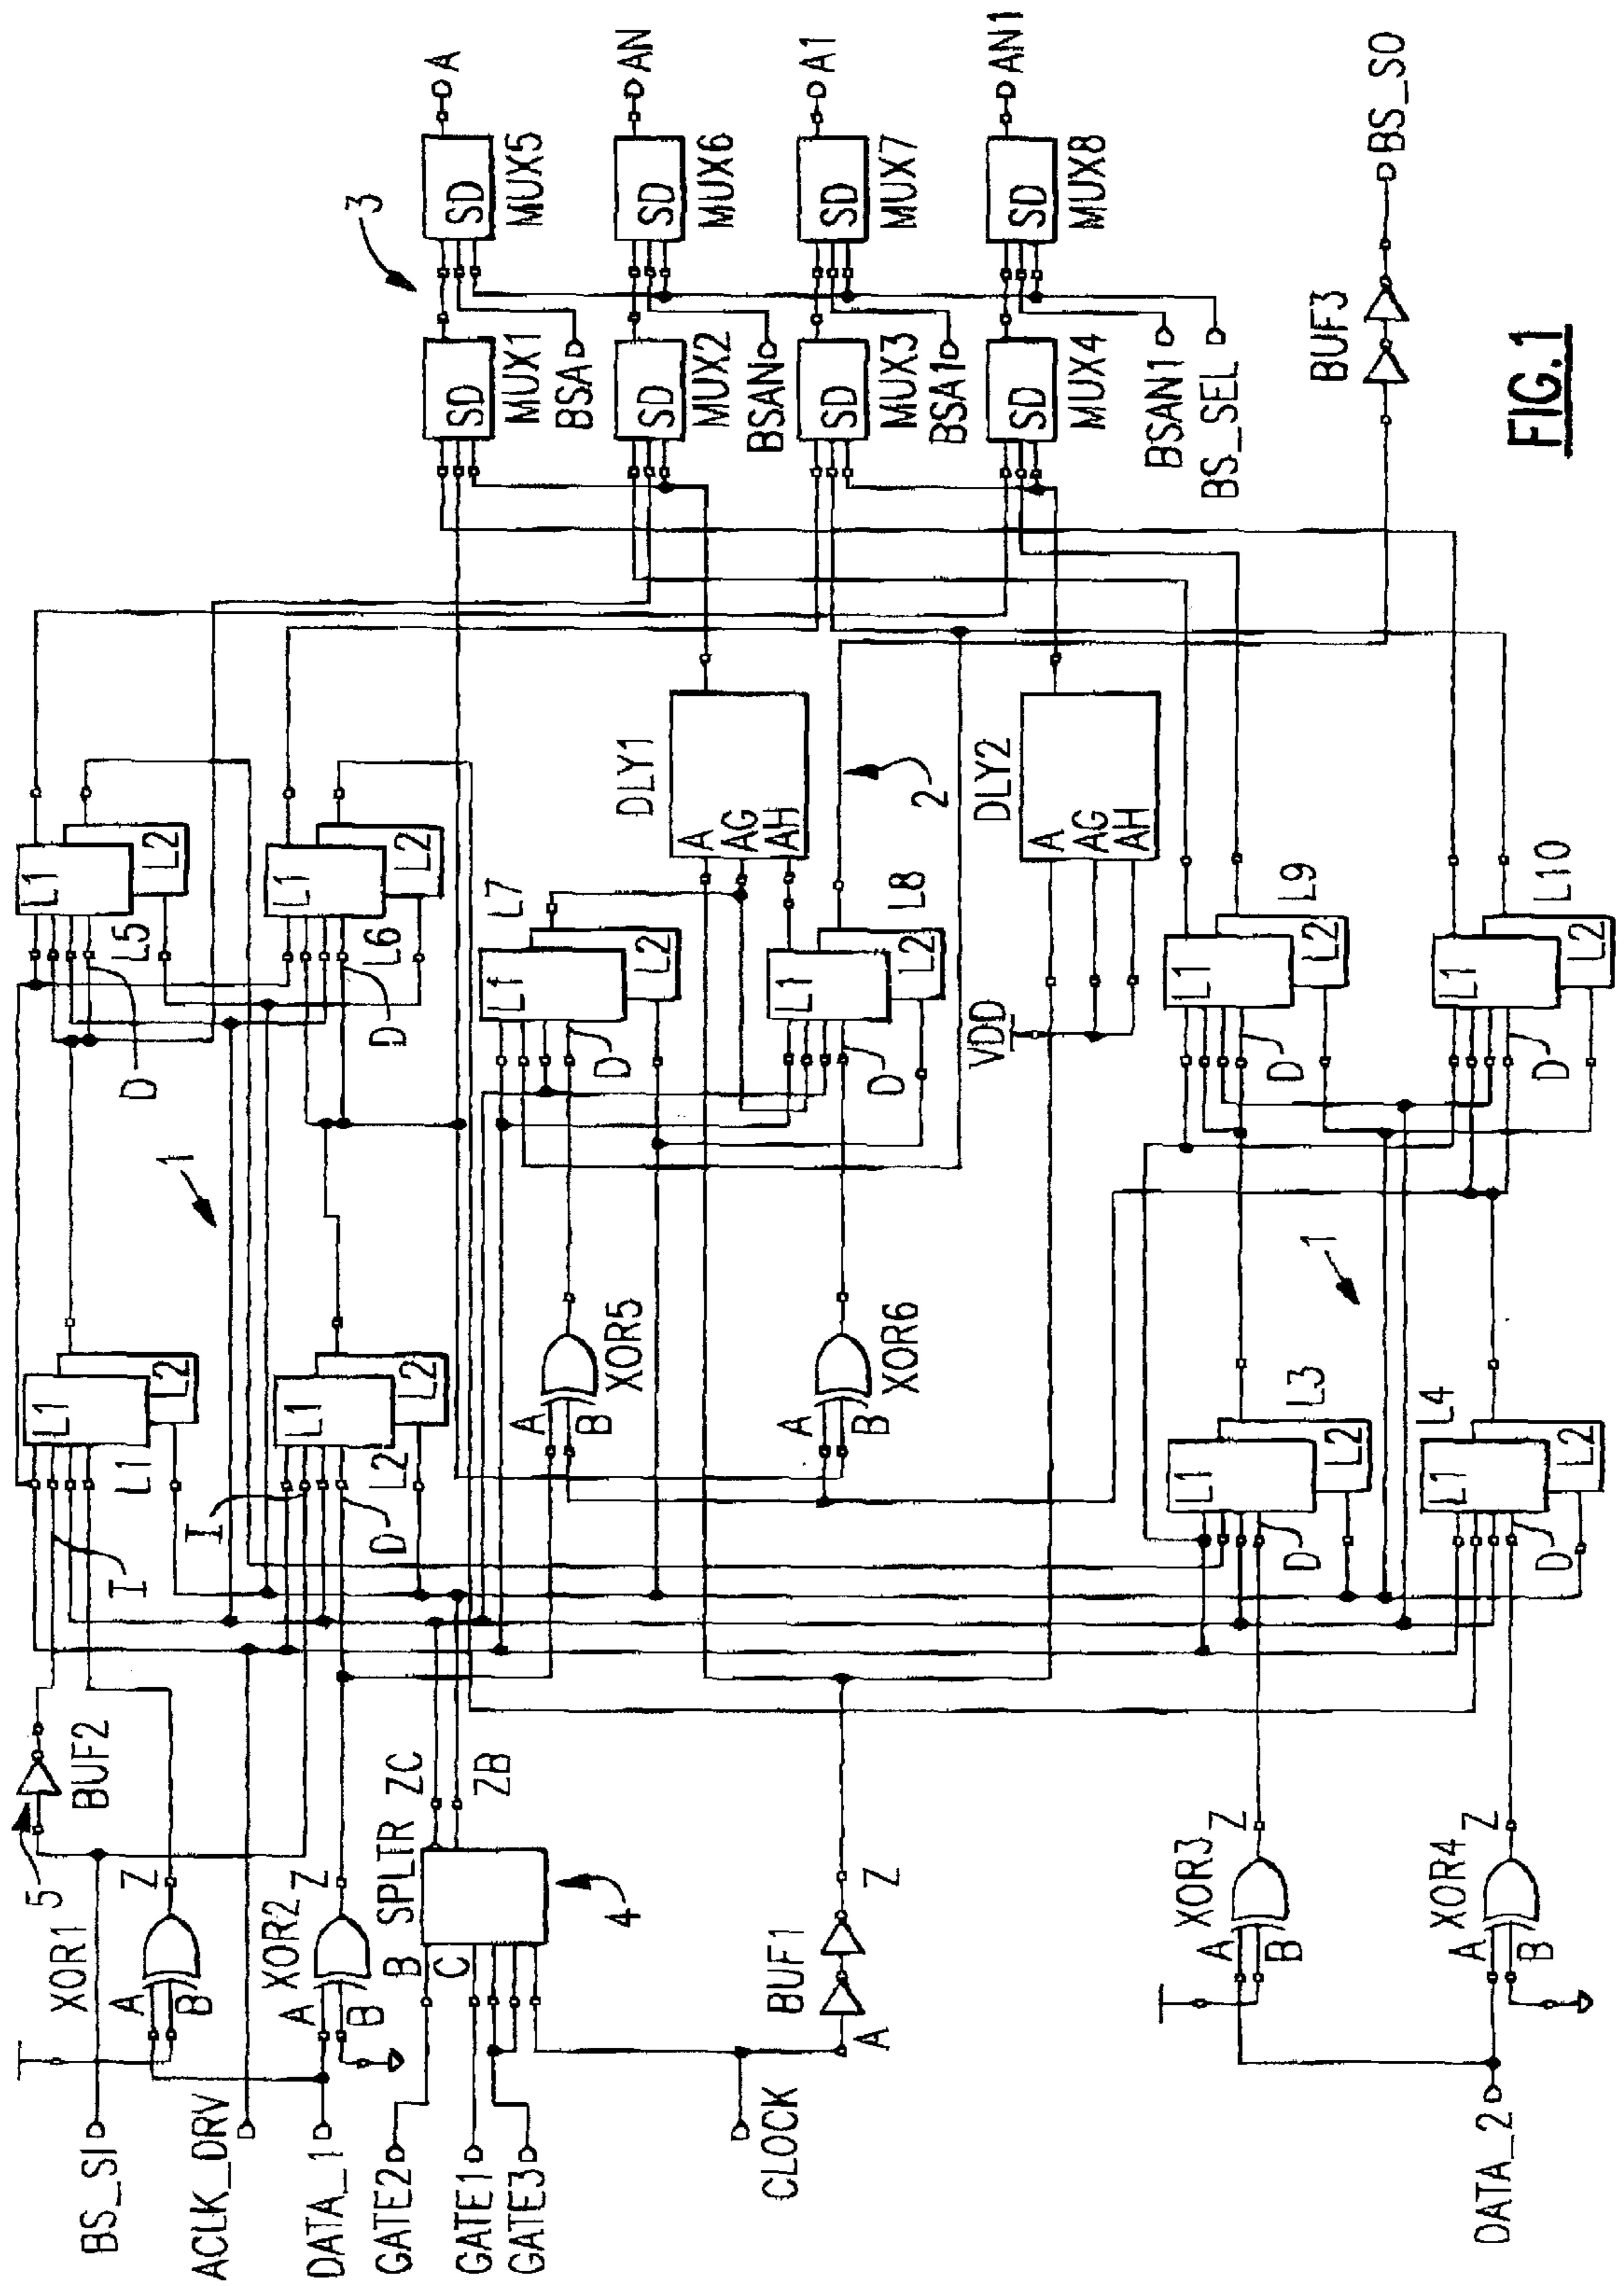 BS_SI
ACLK_DRV
DATA_1
GATE2
GATE1
GATE3
CLOCK
DATA_2
5
BUF2
XOR1
A
B
Z
XOR2
A
B
Z
SPLTR
B
C
ZC
ZB
4
BUF1
A
Z
XOR3
A
B
Z
XOR4
A
B
Z
L1
L2
L1
I
L1
L2
L2
I
D
XOR5
A
B
XOR6
A
B
L1
L2
L3
D
L1
L2
L4
D
1
1
L1
L2
L5
D
L1
L2
L6
D
L1
L2
L7
D
L1
L2
L8
D
VDD
L1
L2
L9
D
L1
L2
L10
D
DLY1
A
AG
AH
2
DLY2
A
AG
AH
3
SD
MUX1
BSA
SD
MUX2
BSAN
SD
MUX3
BSA1
SD
MUX4
BSAN1
BS_SEL
SD
MUX5
A
SD
MUX6
AN
SD
MUX7
A1
SD
MUX8
AN1
BUF3
BS_SO
FIG.1